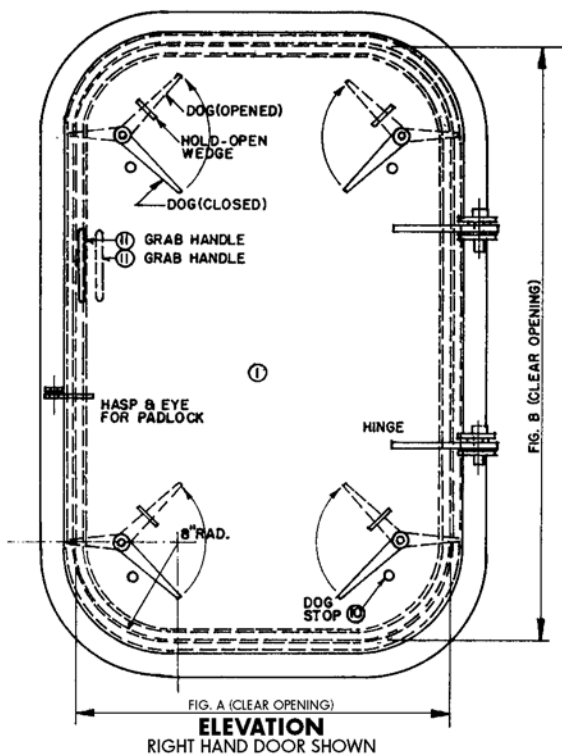 DOG (OPENED)
HOLD-OPEN
WEDGE
DOG (CLOSED)
11 GRAB HANDLE
11 GRAB HANDLE
1
HASP & EYE
FOR PADLOCK
HINGE
FIG. B (CLEAR OPENING)
8" RAD.
DOG
STOP 10
FIG. A (CLEAR OPENING)
ELEVATION
RIGHT HAND DOOR SHOWN